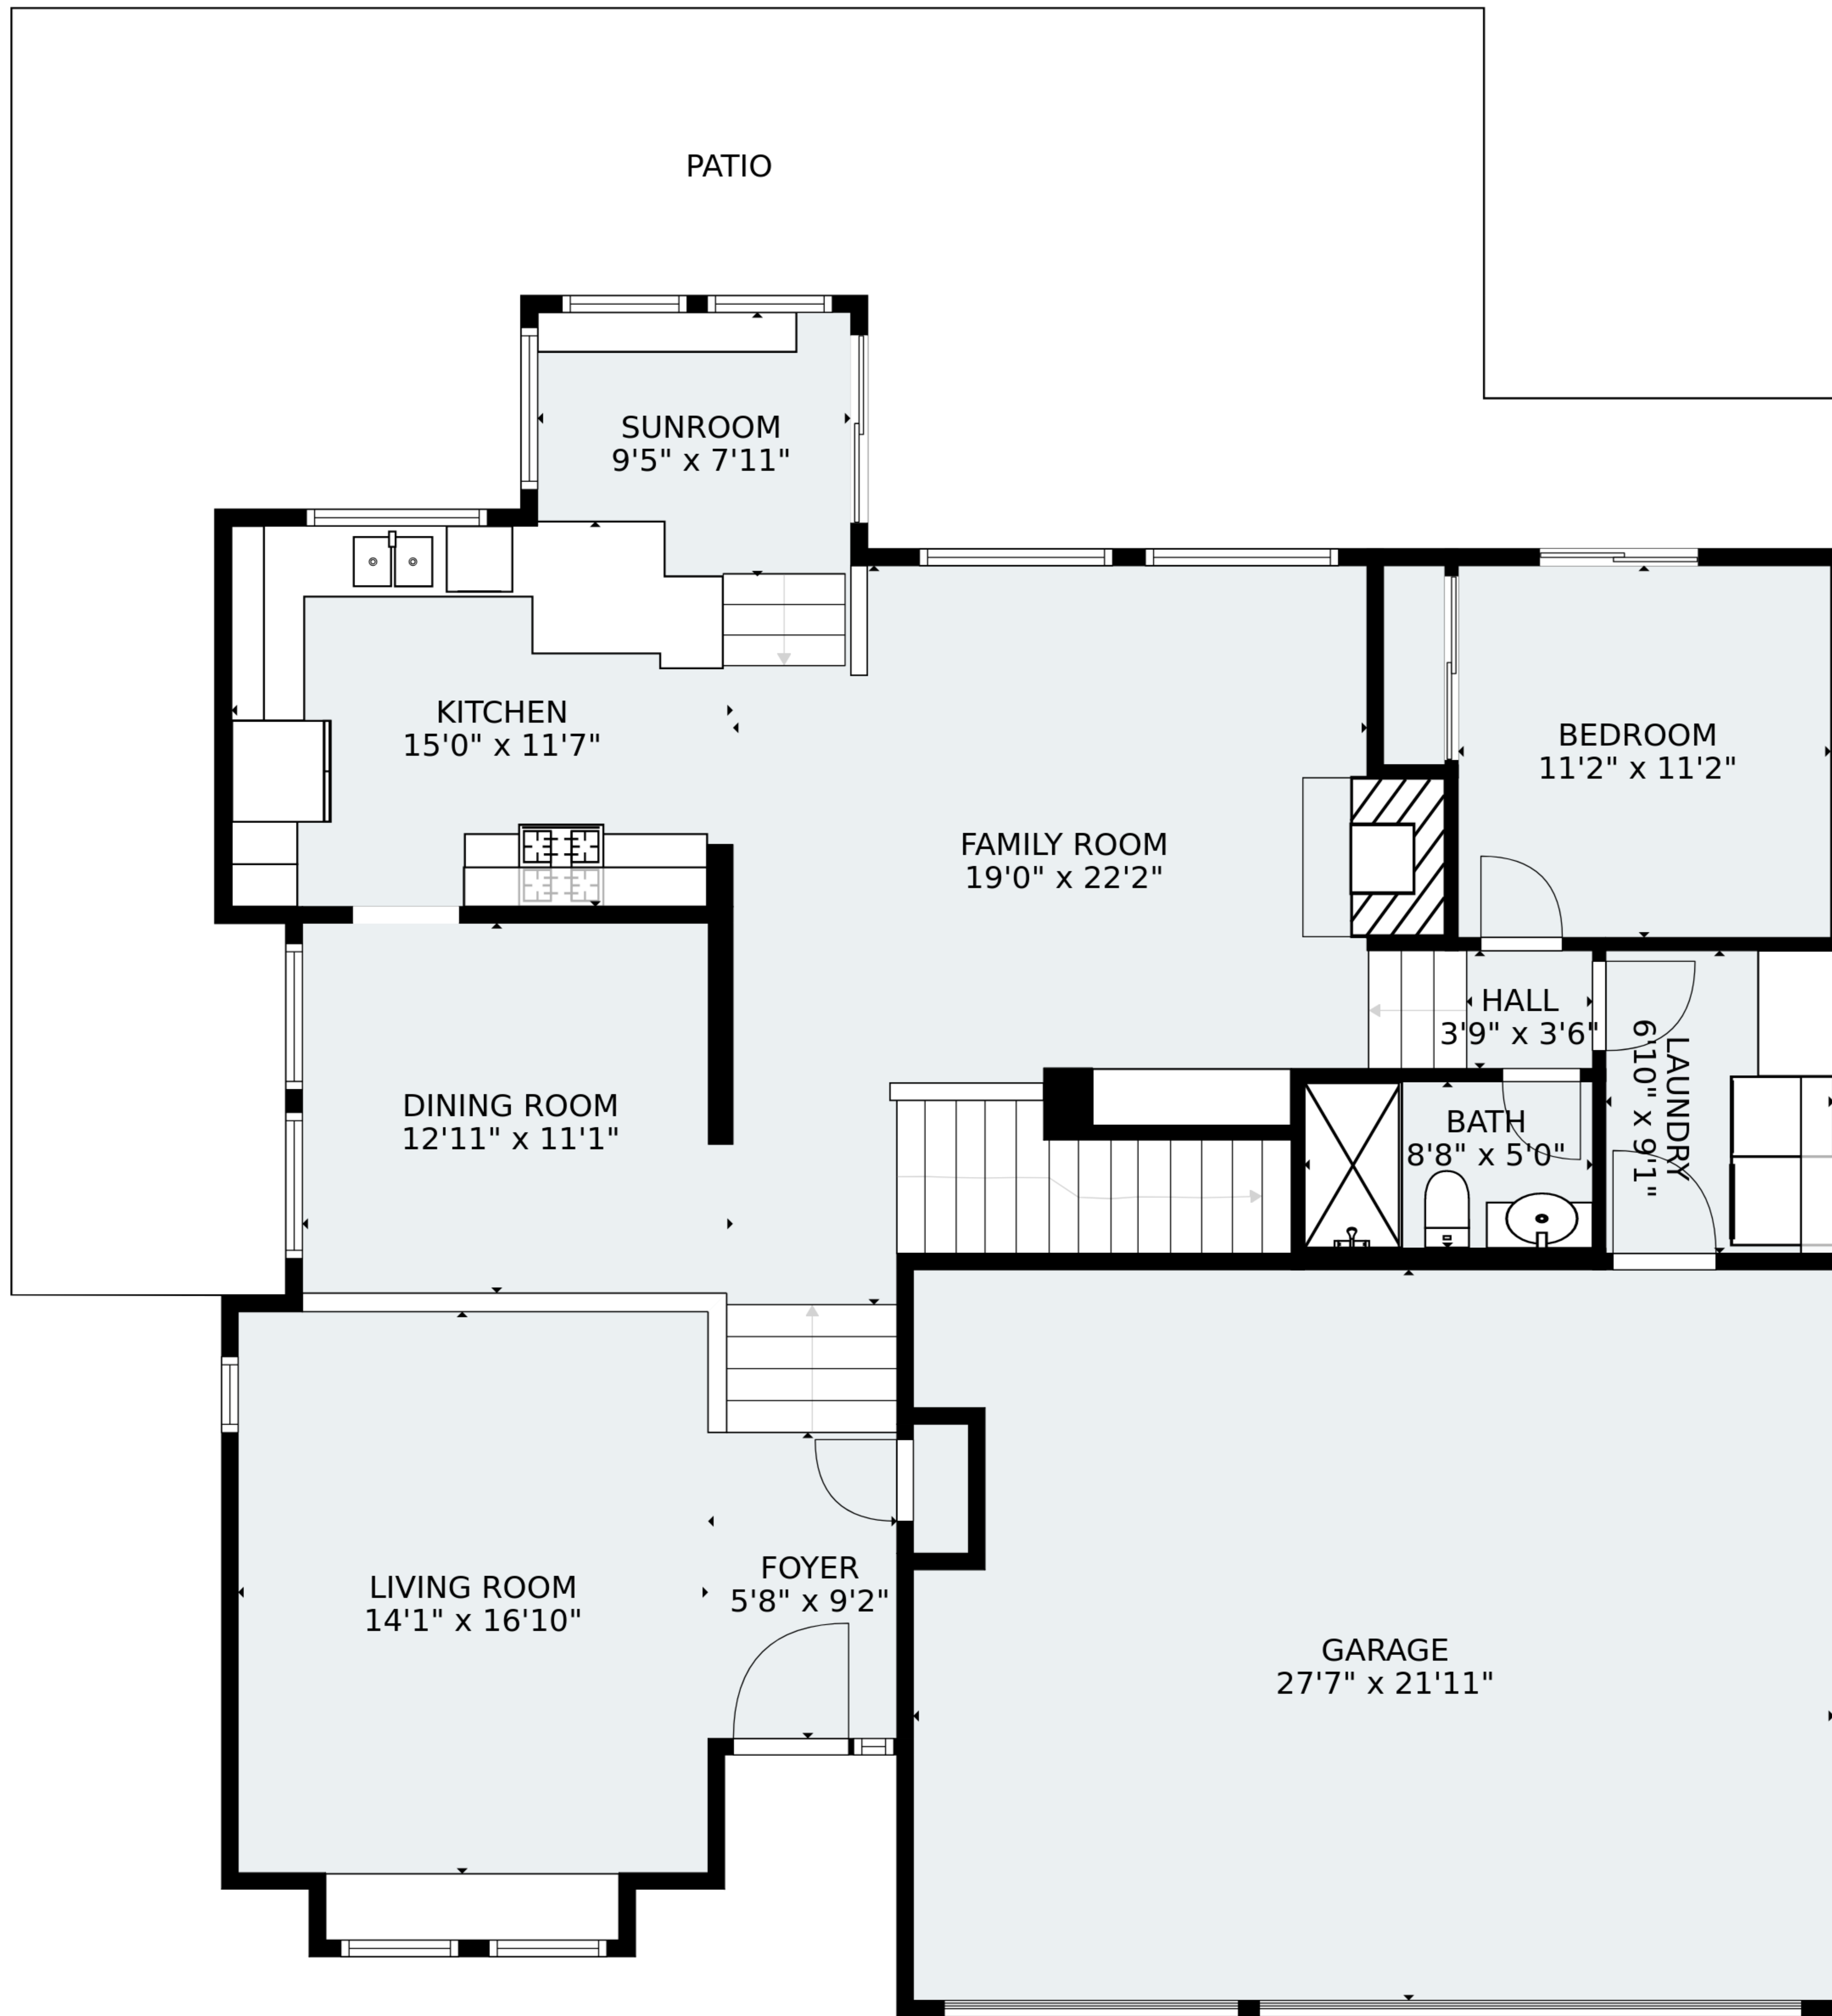 PATIO
SUNROOM
9'5" x 7'11"
KITCHEN
15'0" x 11'7"
BEDROOM
11'2" x 11'2"
FAMILY ROOM
19'0" x 22'2"
HALL
3'9" x 3'6"
LAUNDRY
6'10" x 9'1"
DINING ROOM
12'11" x 11'1"
BATH
8'8" x 5'0"
FOYER
5'8" x 9'2"
LIVING ROOM
14'1" x 16'10"
GARAGE
27'7" x 21'11"